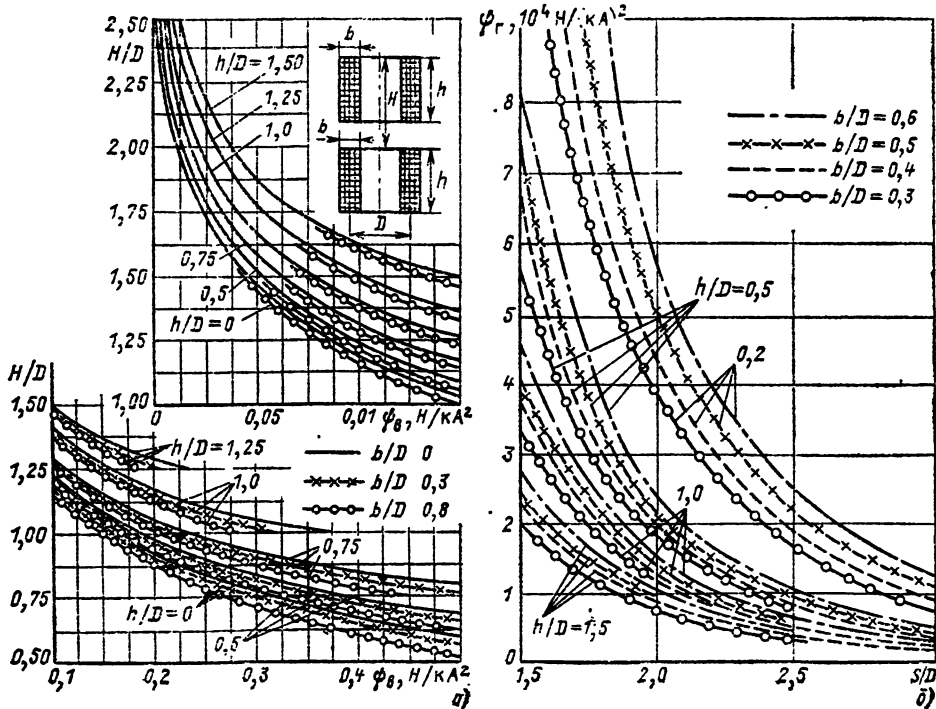 2,50
H/D
2,25
2,00
1,75
1,50
1,25
1,00
h/D = 1,50
1,25
1,0
0,75
0,5
h/D = 0
b
H
h
b
h
D
0
0,05
0,01
φв, Н/кА²
H/D
1,50
1,25
1,00
0,75
0,50
h/D = 1,25
1,0
0,75
h/D = 0
0,5
b/D 0
b/D 0,3
b/D 0,8
0,1
0,2
0,3
0,4
φв, Н/кА²
а)
φг, 10⁴ Н/(кА)²
8
7
6
5
4
3
2
1
0
b/D = 0,6
b/D = 0,5
b/D = 0,4
b/D = 0,3
h/D = 0,5
0,2
1,0
h/D = 1,5
1,5
2,0
2,5
S/D
б)